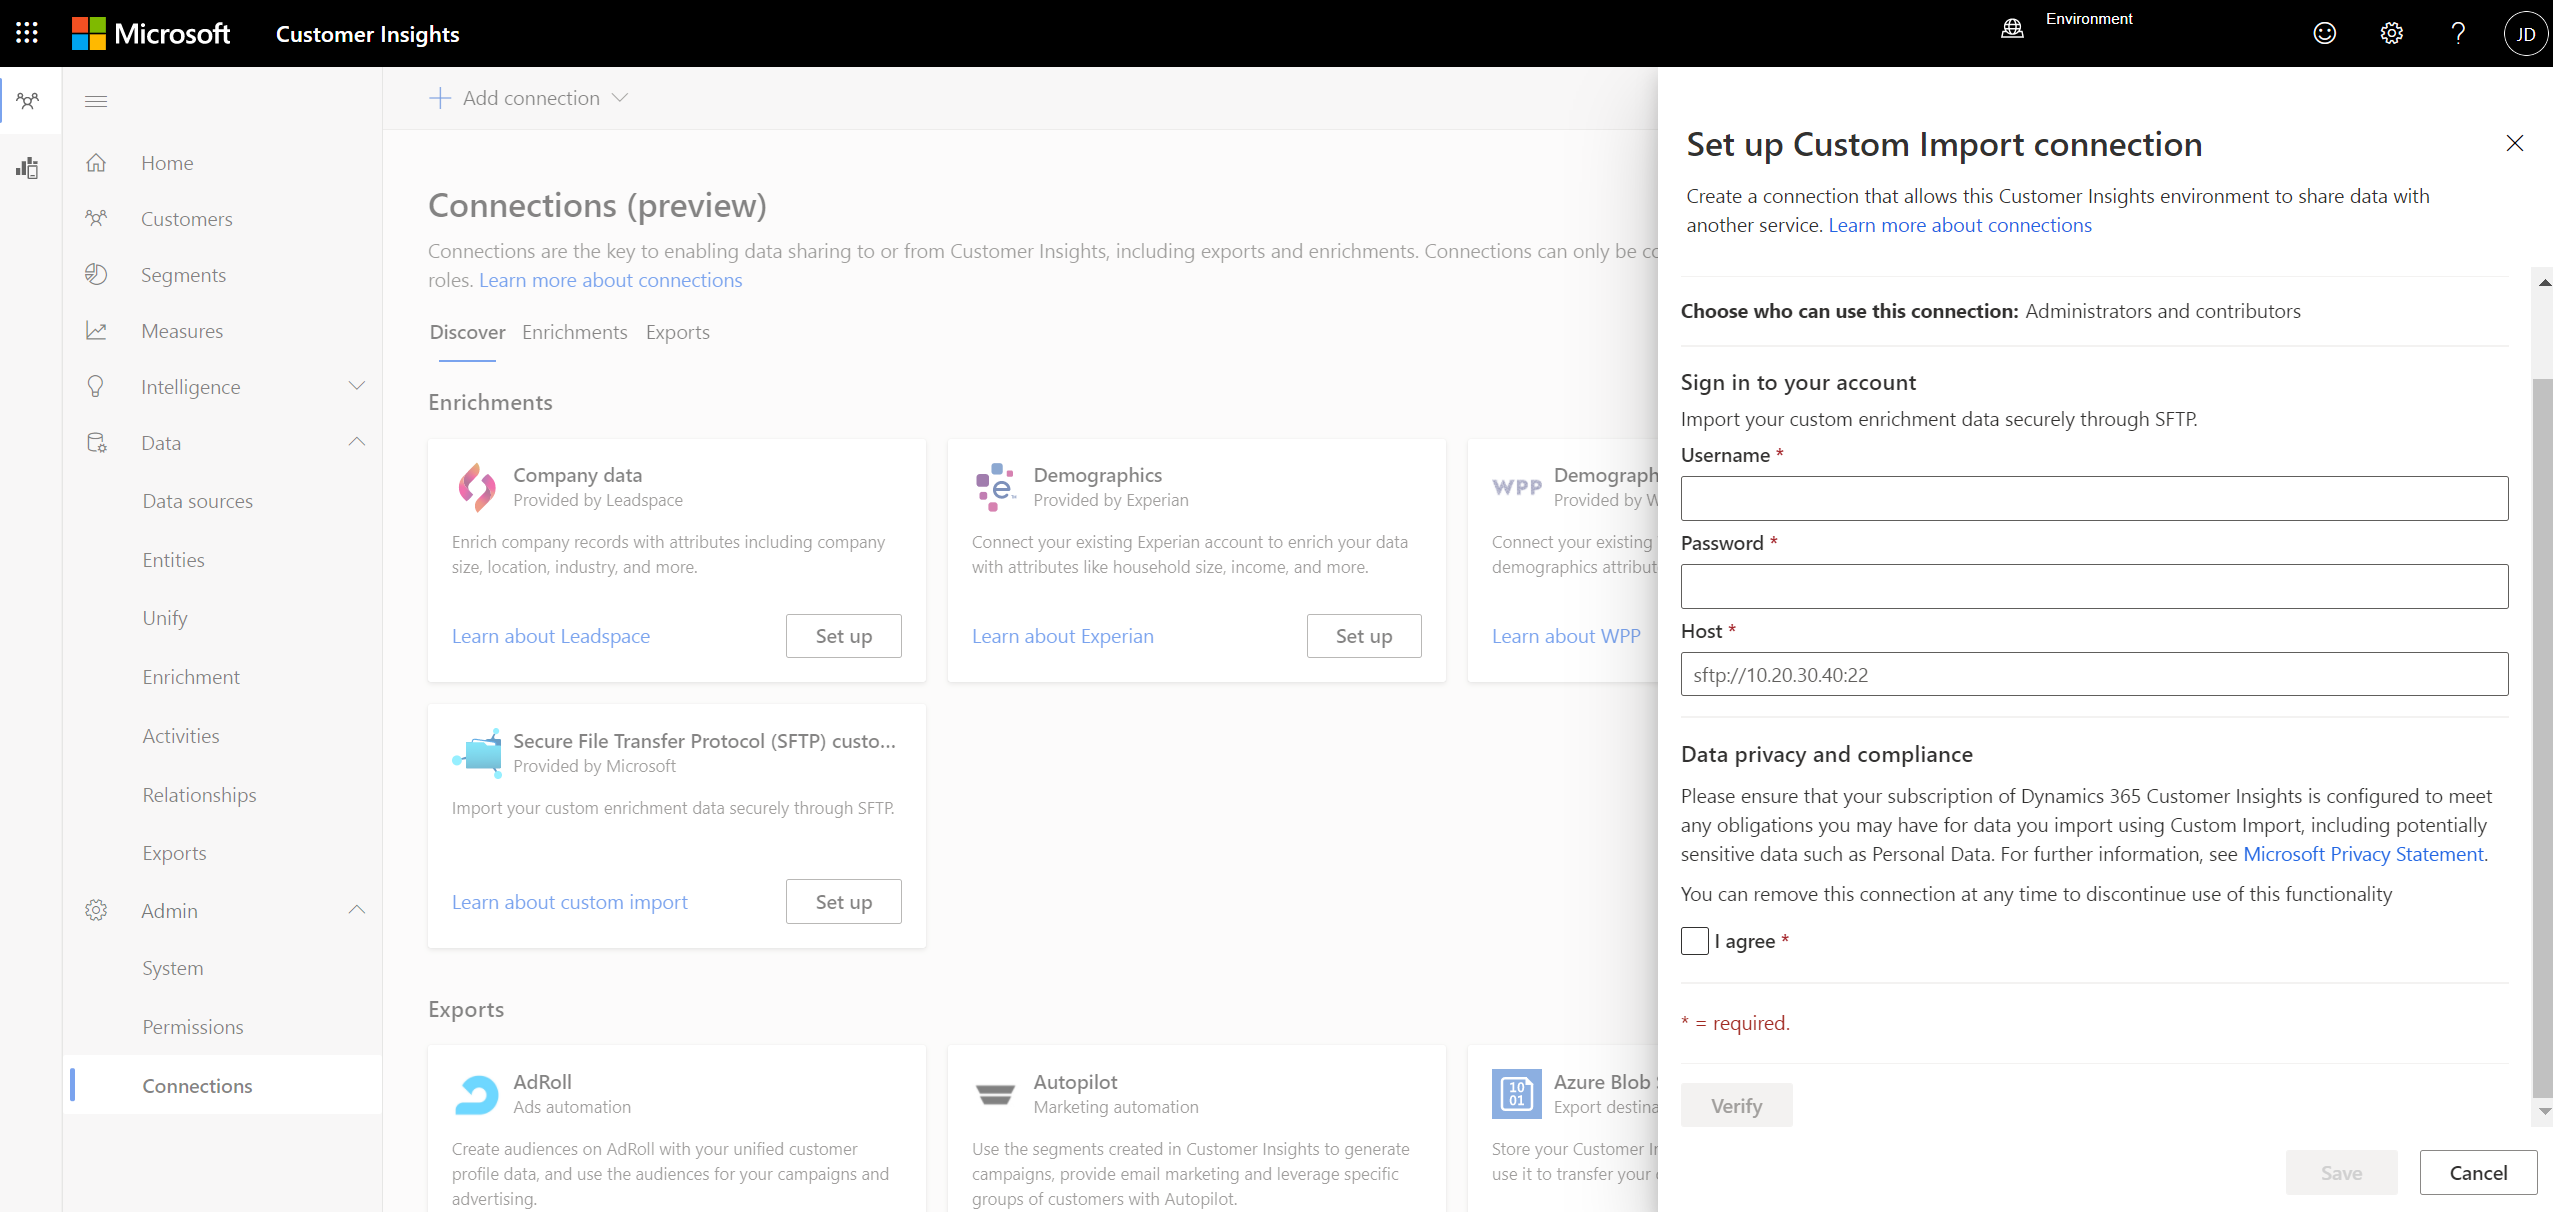 Microsoft
Customer Insights
Environment
JD
Home
Customers
Segments
Measures
Intelligence
Data
Data sources
Entities
Unify
Enrichment
Activities
Relationships
Exports
Admin
System
Permissions
Connections
Add connection
Connections (preview)
Connections are the key to enabling data sharing to or from Customer Insights, including exports and enrichments. Connections can only be co
roles. Learn more about connections
Discover Enrichments Exports
Enrichments
Company data
Provided by Leadspace
Enrich company records with attributes including company
size, location, industry, and more.
Learn about Leadspace
Set up
Demographics
Provided by Experian
Connect your existing Experian account to enrich your data
with attributes like household size, income, and more.
Learn about Experian
Set up
WPP
Demograph
Provided by W
Connect your existing
demographics attribut
Learn about WPP
Secure File Transfer Protocol (SFTP) custo...
Provided by Microsoft
Import your custom enrichment data securely through SFTP.
Learn about custom import
Set up
Exports
AdRoll
Ads automation
Create audiences on AdRoll with your unified customer
profile data, and use the audiences for your campaigns and
advertising.
Autopilot
Marketing automation
Use the segments created in Customer Insights to generate
campaigns, provide email marketing and leverage specific
groups of customers with Autopilot.
10
01
Azure Blob S
Export destina
Store your Customer In
use it to transfer your
Set up Custom Import connection
Create a connection that allows this Customer Insights environment to share data with
another service. Learn more about connections
Choose who can use this connection: Administrators and contributors
Sign in to your account
Import your custom enrichment data securely through SFTP.
Username *
Password *
Host *
sftp://10.20.30.40:22
Data privacy and compliance
Please ensure that your subscription of Dynamics 365 Customer Insights is configured to meet
any obligations you may have for data you import using Custom Import, including potentially
sensitive data such as Personal Data. For further information, see Microsoft Privacy Statement.
You can remove this connection at any time to discontinue use of this functionality
I agree *
* = required.
Verify
Save
Cancel